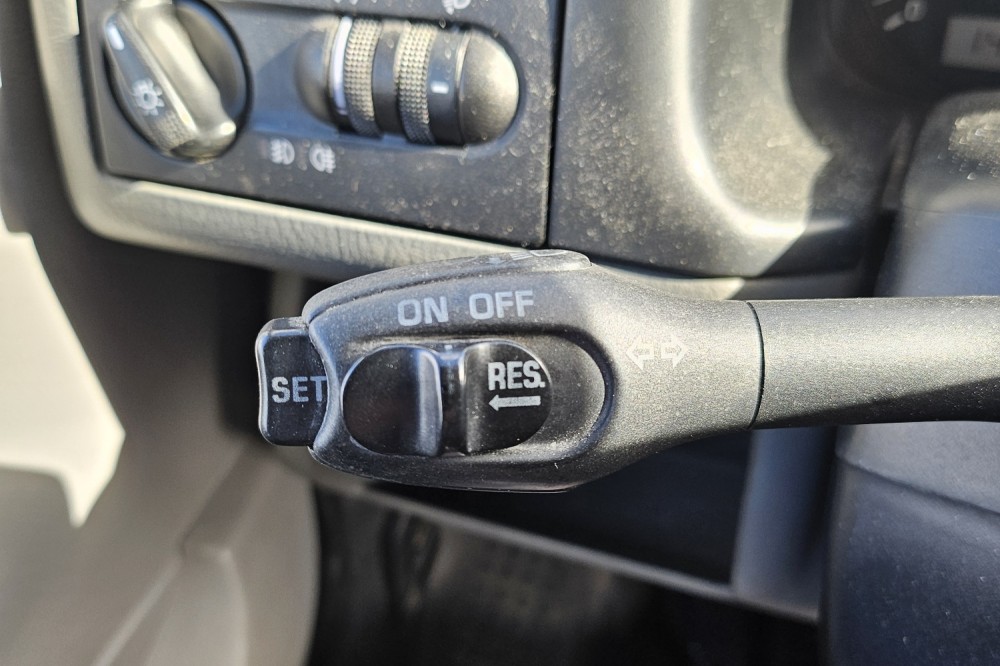 ON OFF
SET
RES.